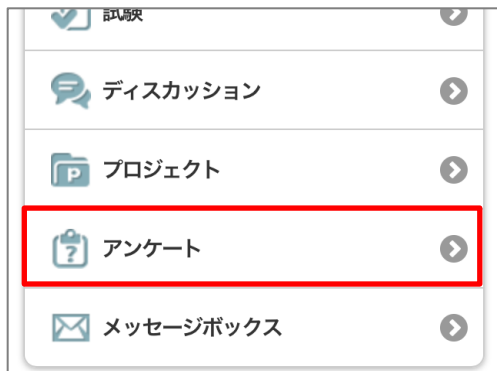 試験
ディスカッション
プロジェクト
アンケート
メッセージボックス